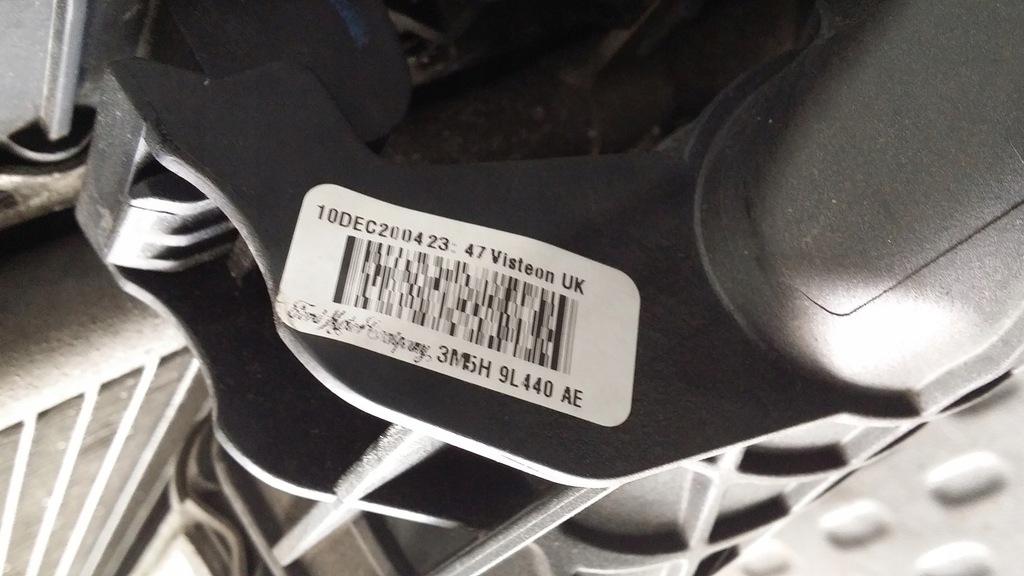 10DEC2004 23: 47 Visteon UK
Ford Motor Company 3M5H 9L440 AE